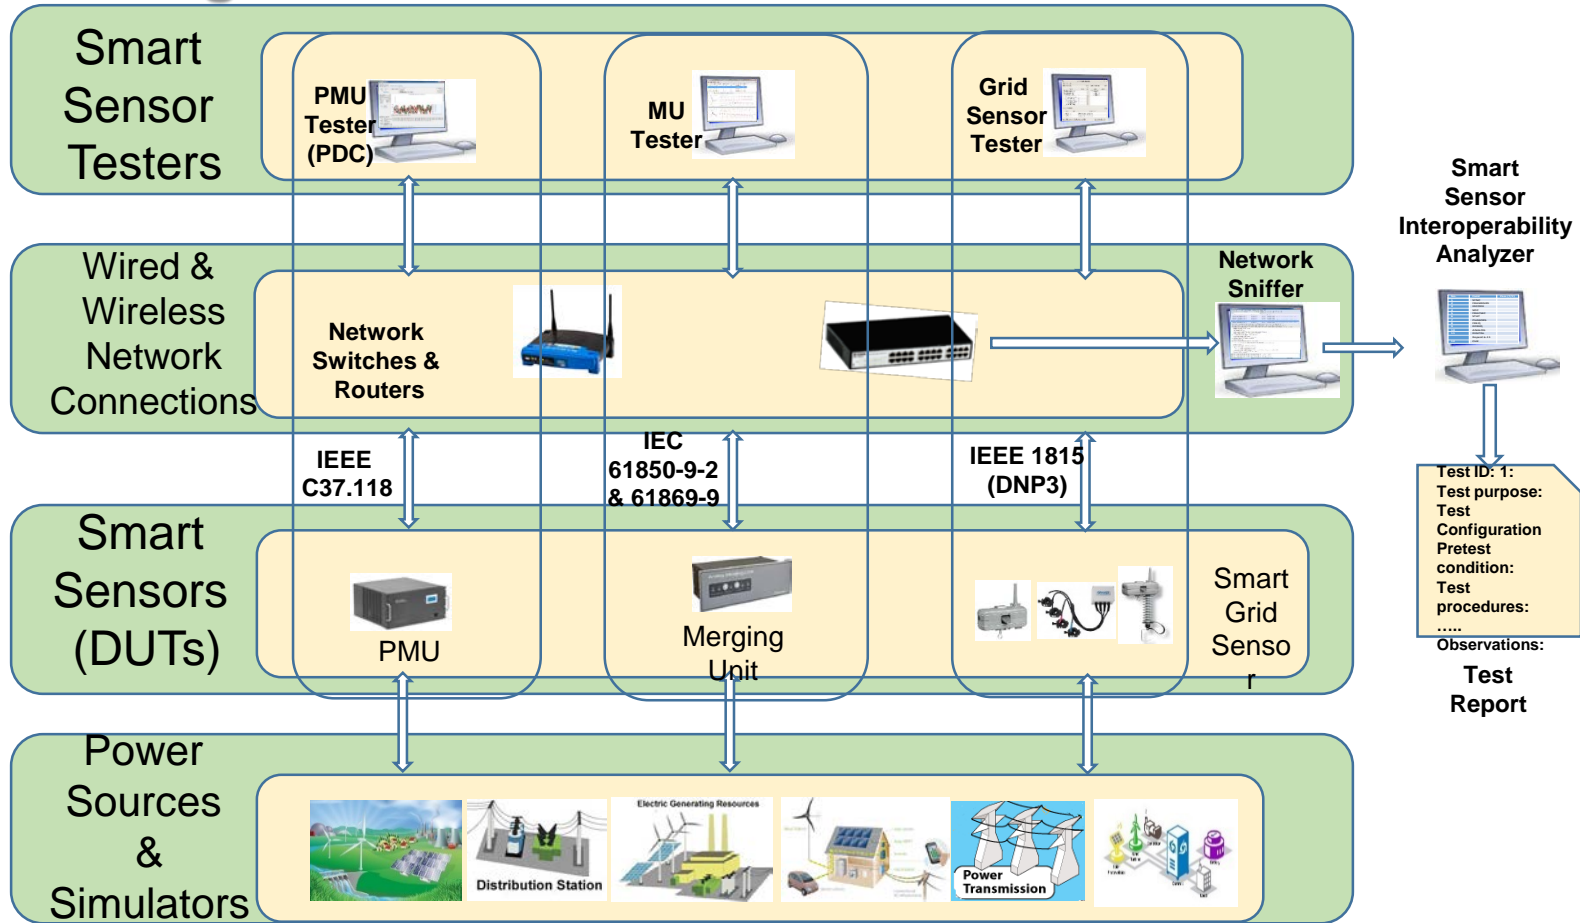 Smart
Sensor
Testers
PMU
Tester
(PDC)
MU
Tester
Grid
Sensor
Tester
Smart
Sensor
Interoperability
Analyzer
Wired &
Wireless
Network
Connections
Network
Switches &
Routers
Network
Sniffer
IEEE
C37.118
IEC
61850-9-2
& 61869-9
IEEE 1815
(DNP3)
Test ID: 1:
Test purpose:
Test
Configuration
Pretest
condition:
Test
procedures:
.....
Observations:
Test
Report
Smart
Sensors
(DUTs)
PMU
Merging
Unit
Smart
Grid
Senso
r
Power
Sources
&
Simulators
Distribution Station
Electric Generating Resources
Power
Transmission